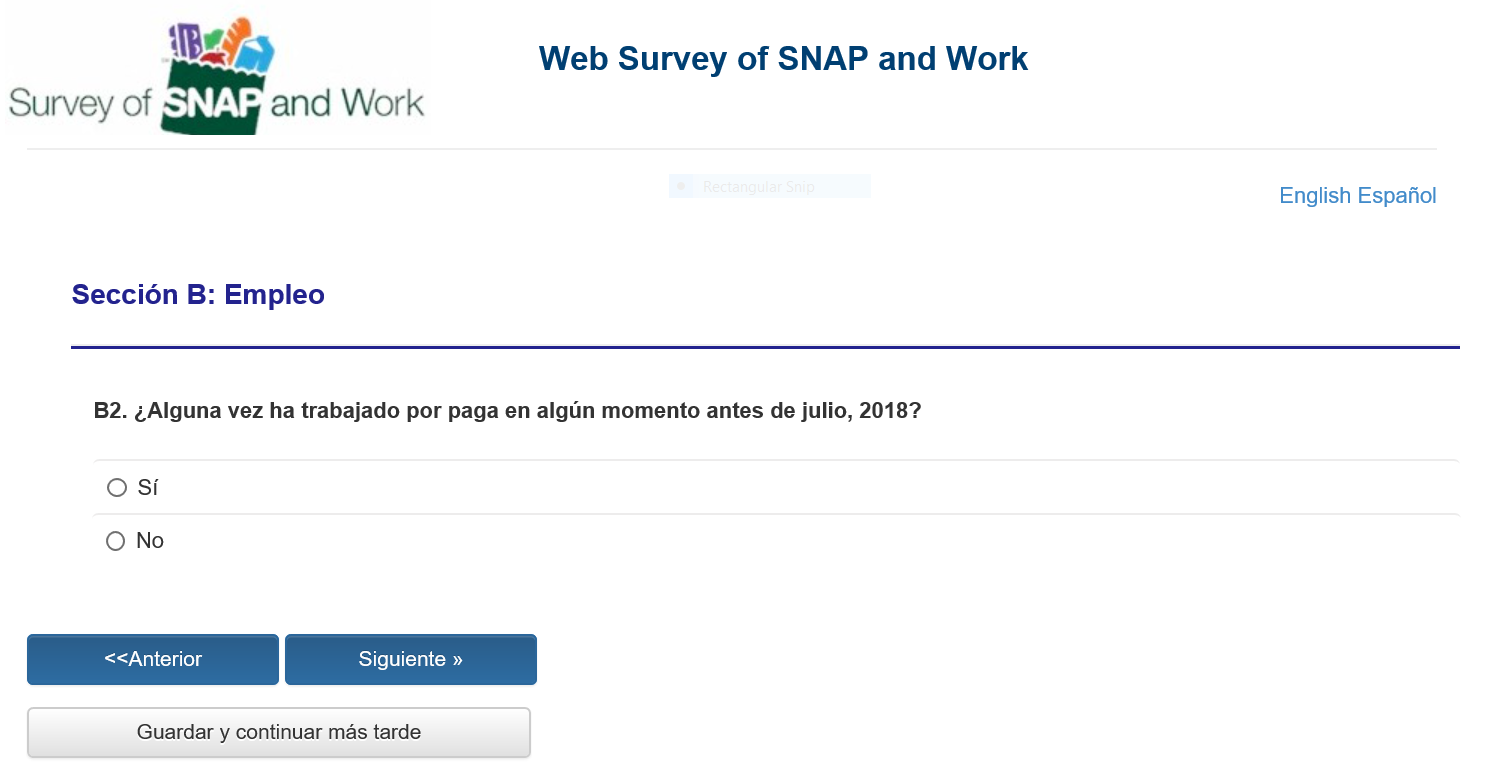 Survey of SNAP and Work
Web Survey of SNAP and Work
Rectangular Snip
English Español
Sección B: Empleo
B2. ¿Alguna vez ha trabajado por paga en algún momento antes de julio, 2018?
Sí
No
<<Anterior
Siguiente »
Guardar y continuar más tarde